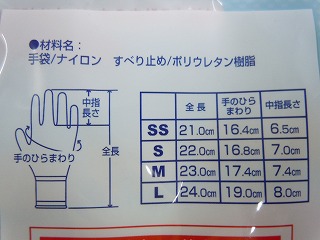 ●材料名：
手袋/ナイロン すべり止め/ポリウレタン樹脂
中指
長さ
手のひら
まわり
全長
全長 手のひらまわり 中指長さ
SS 21.0cm 16.4cm 6.5cm
S 22.0cm 16.8cm 7.0cm
M 23.0cm 17.4cm 7.4cm
L 24.0cm 19.0cm 8.0cm